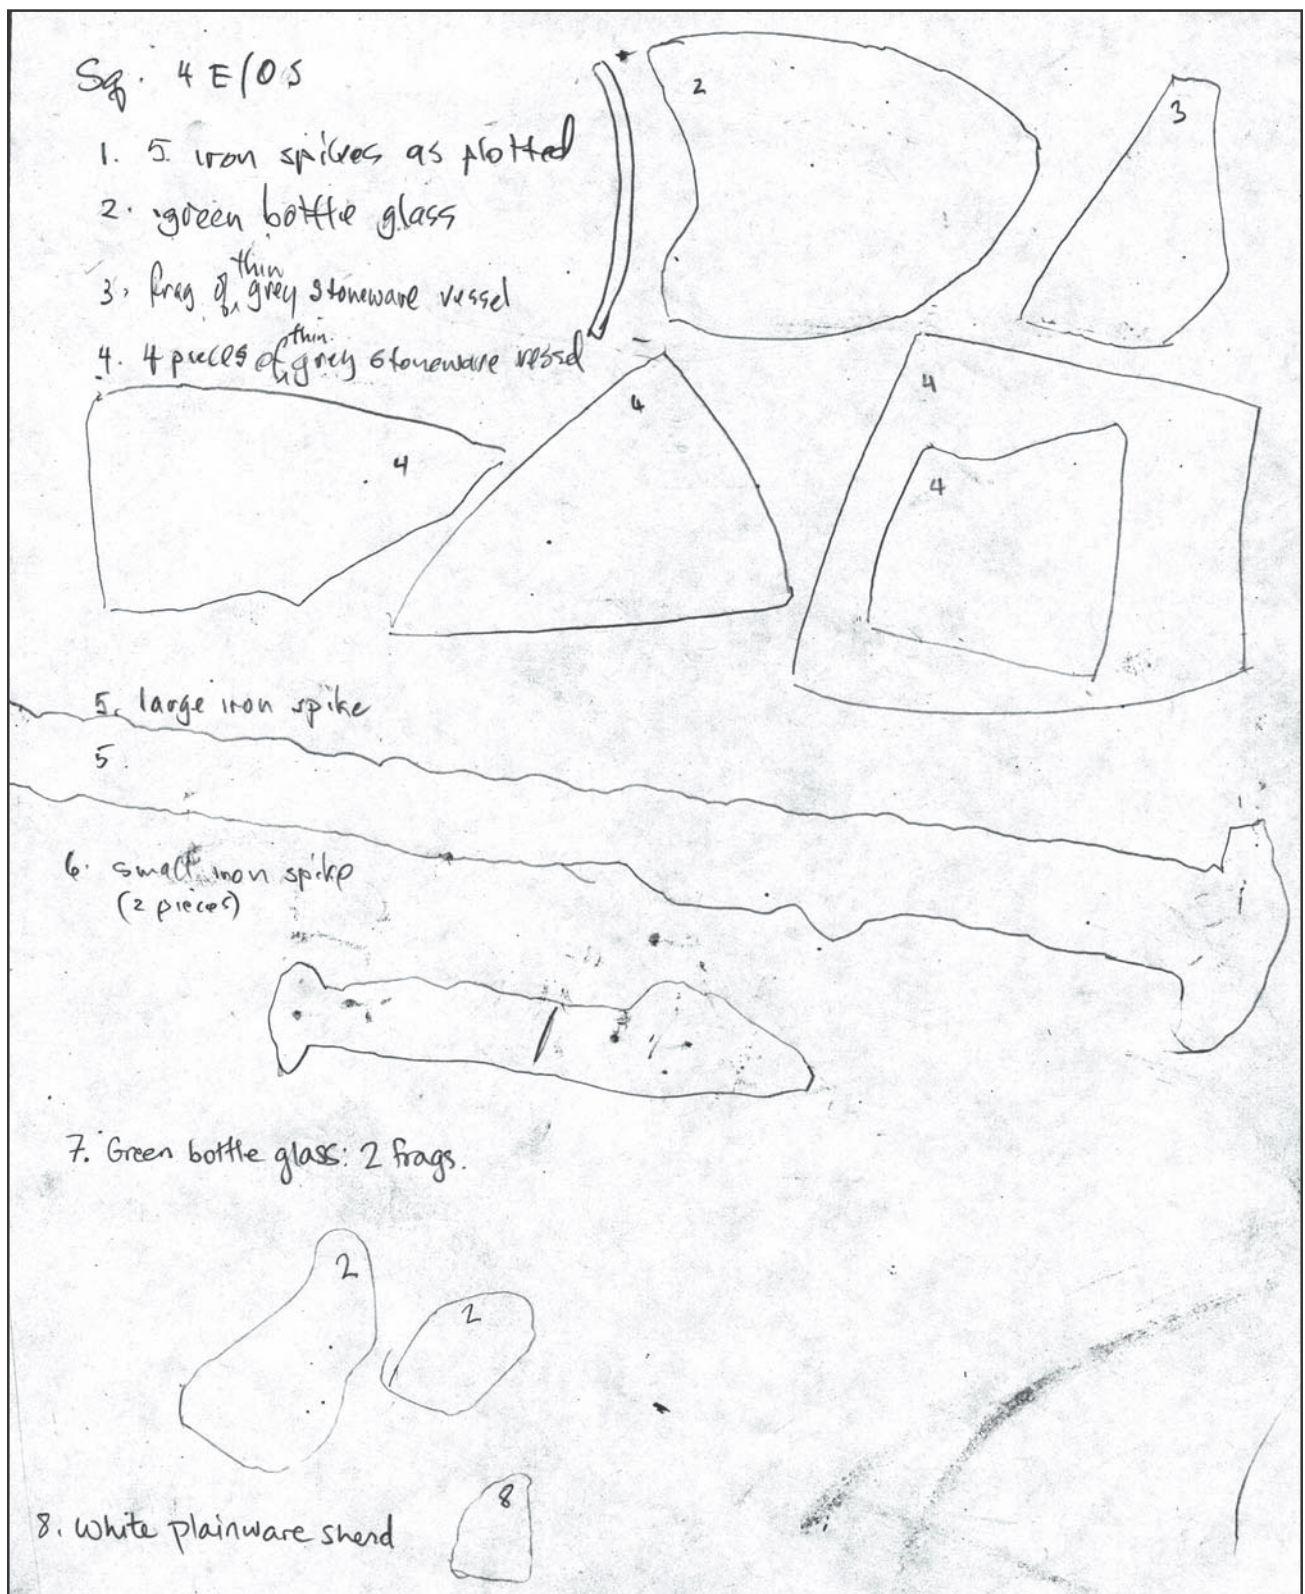 Sq. 4 E/0S
1. 5. iron spikes as plotted
2. green bottle glass
3. frag of thin grey stoneware vessel
4. 4 pieces of thin grey stoneware vessel
2
3
4
4
4
4
5. large iron spike
5
6. small iron spike
(2 pieces)
7. Green bottle glass: 2 frags.
2
2
8
8. White plainware sherd